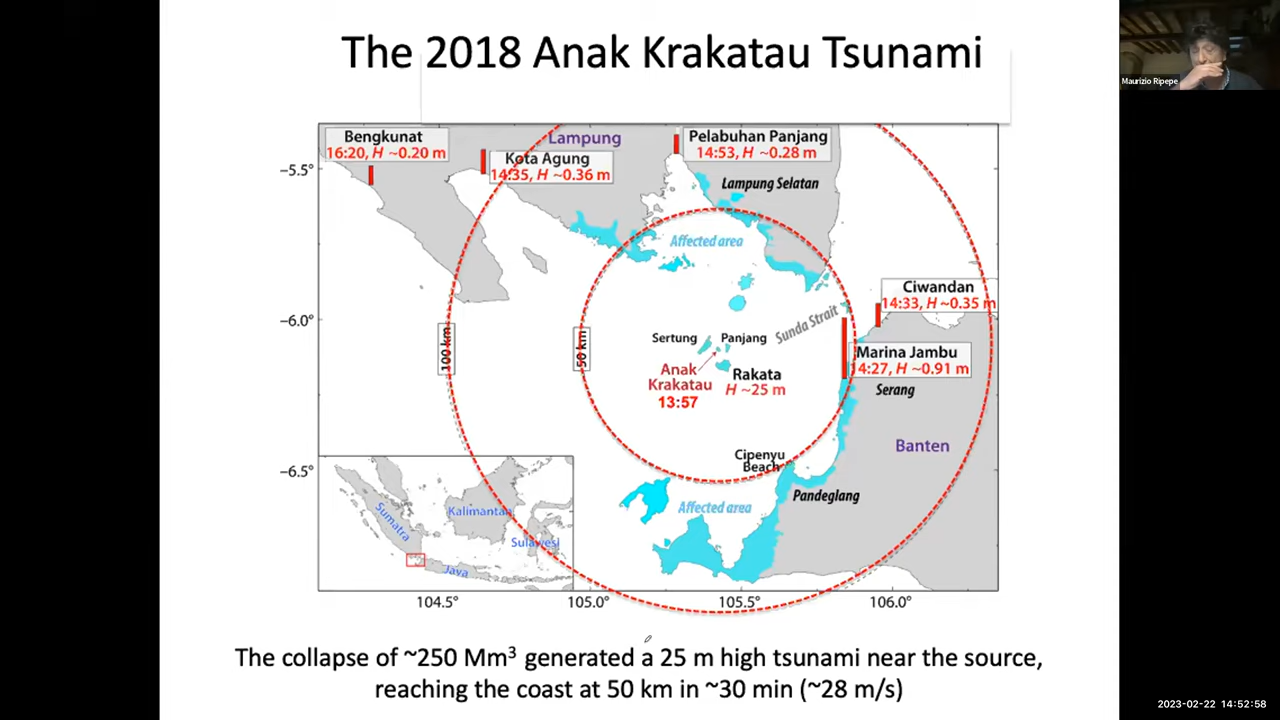 The 2018 Anak Krakatau Tsunami
Maurizio Ripepe
Bengkunat
16:20, H ~0.20 m
Lampung
Kota Agung
14:35, H ~0.36 m
Pelabuhan Panjang
14:53, H ~0.28 m
Lampung Selatan
−5.5°
Affected area
Ciwandan
14:33, H ~0.35 m
−6.0°
Sunda Strait
100 km
50 km
Sertung
Panjang
Marina Jambu
14:27, H ~0.91 m
Anak
Krakatau
13:57
Rakata
H ~25 m
Serang
Banten
Cipenyu
Beach
−6.5°
Pandeglang
Affected area
Sumatra
Kalimantan
Sulawesi
Java
104.5°
105.0°
105.5°
106.0°
The collapse of ~250 Mm³ generated a 25 m high tsunami near the source,
reaching the coast at 50 km in ~30 min (~28 m/s)
2023-02-22 14:52:58